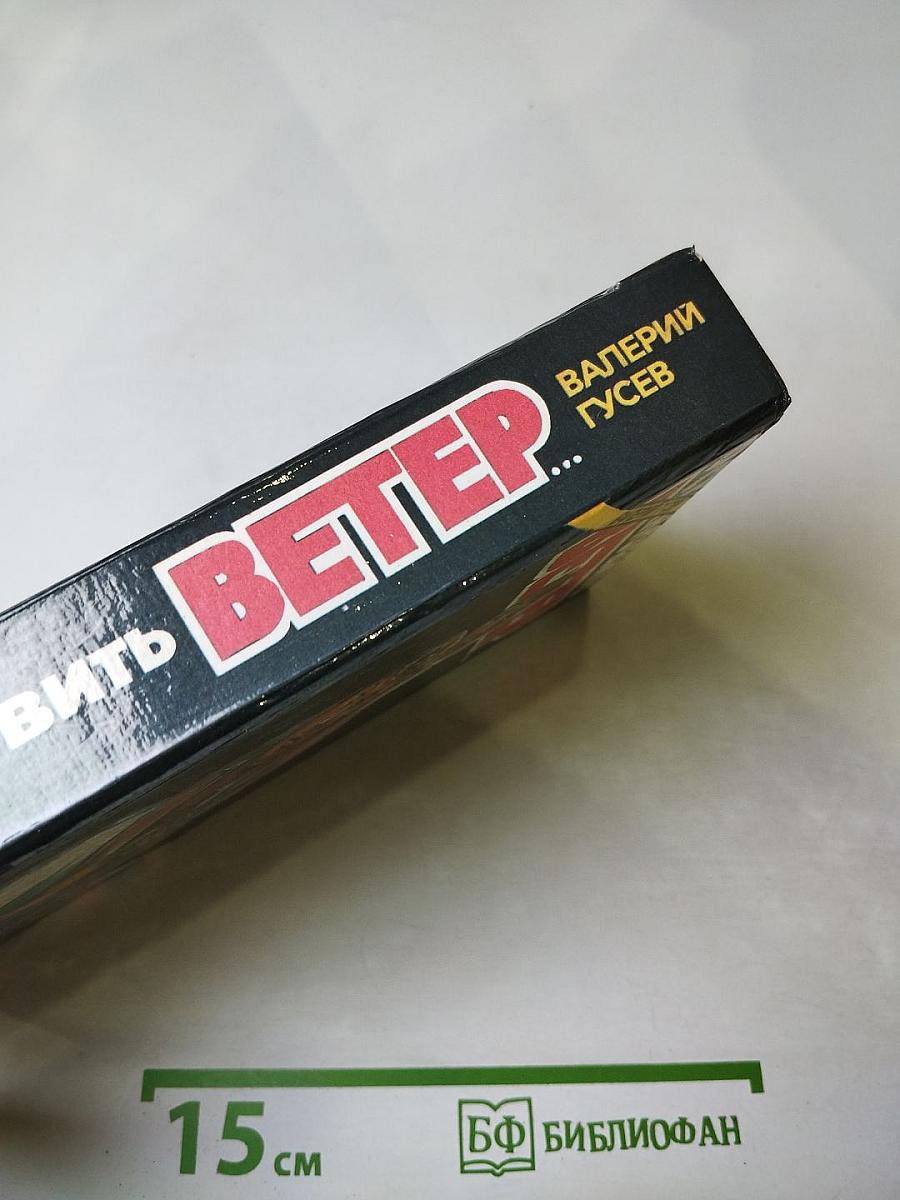 ВАЛЕРИЙ
ГУСЕВ
ВИТЬ ВЕТЕР...
15 см
БФ БИБЛИОФАН